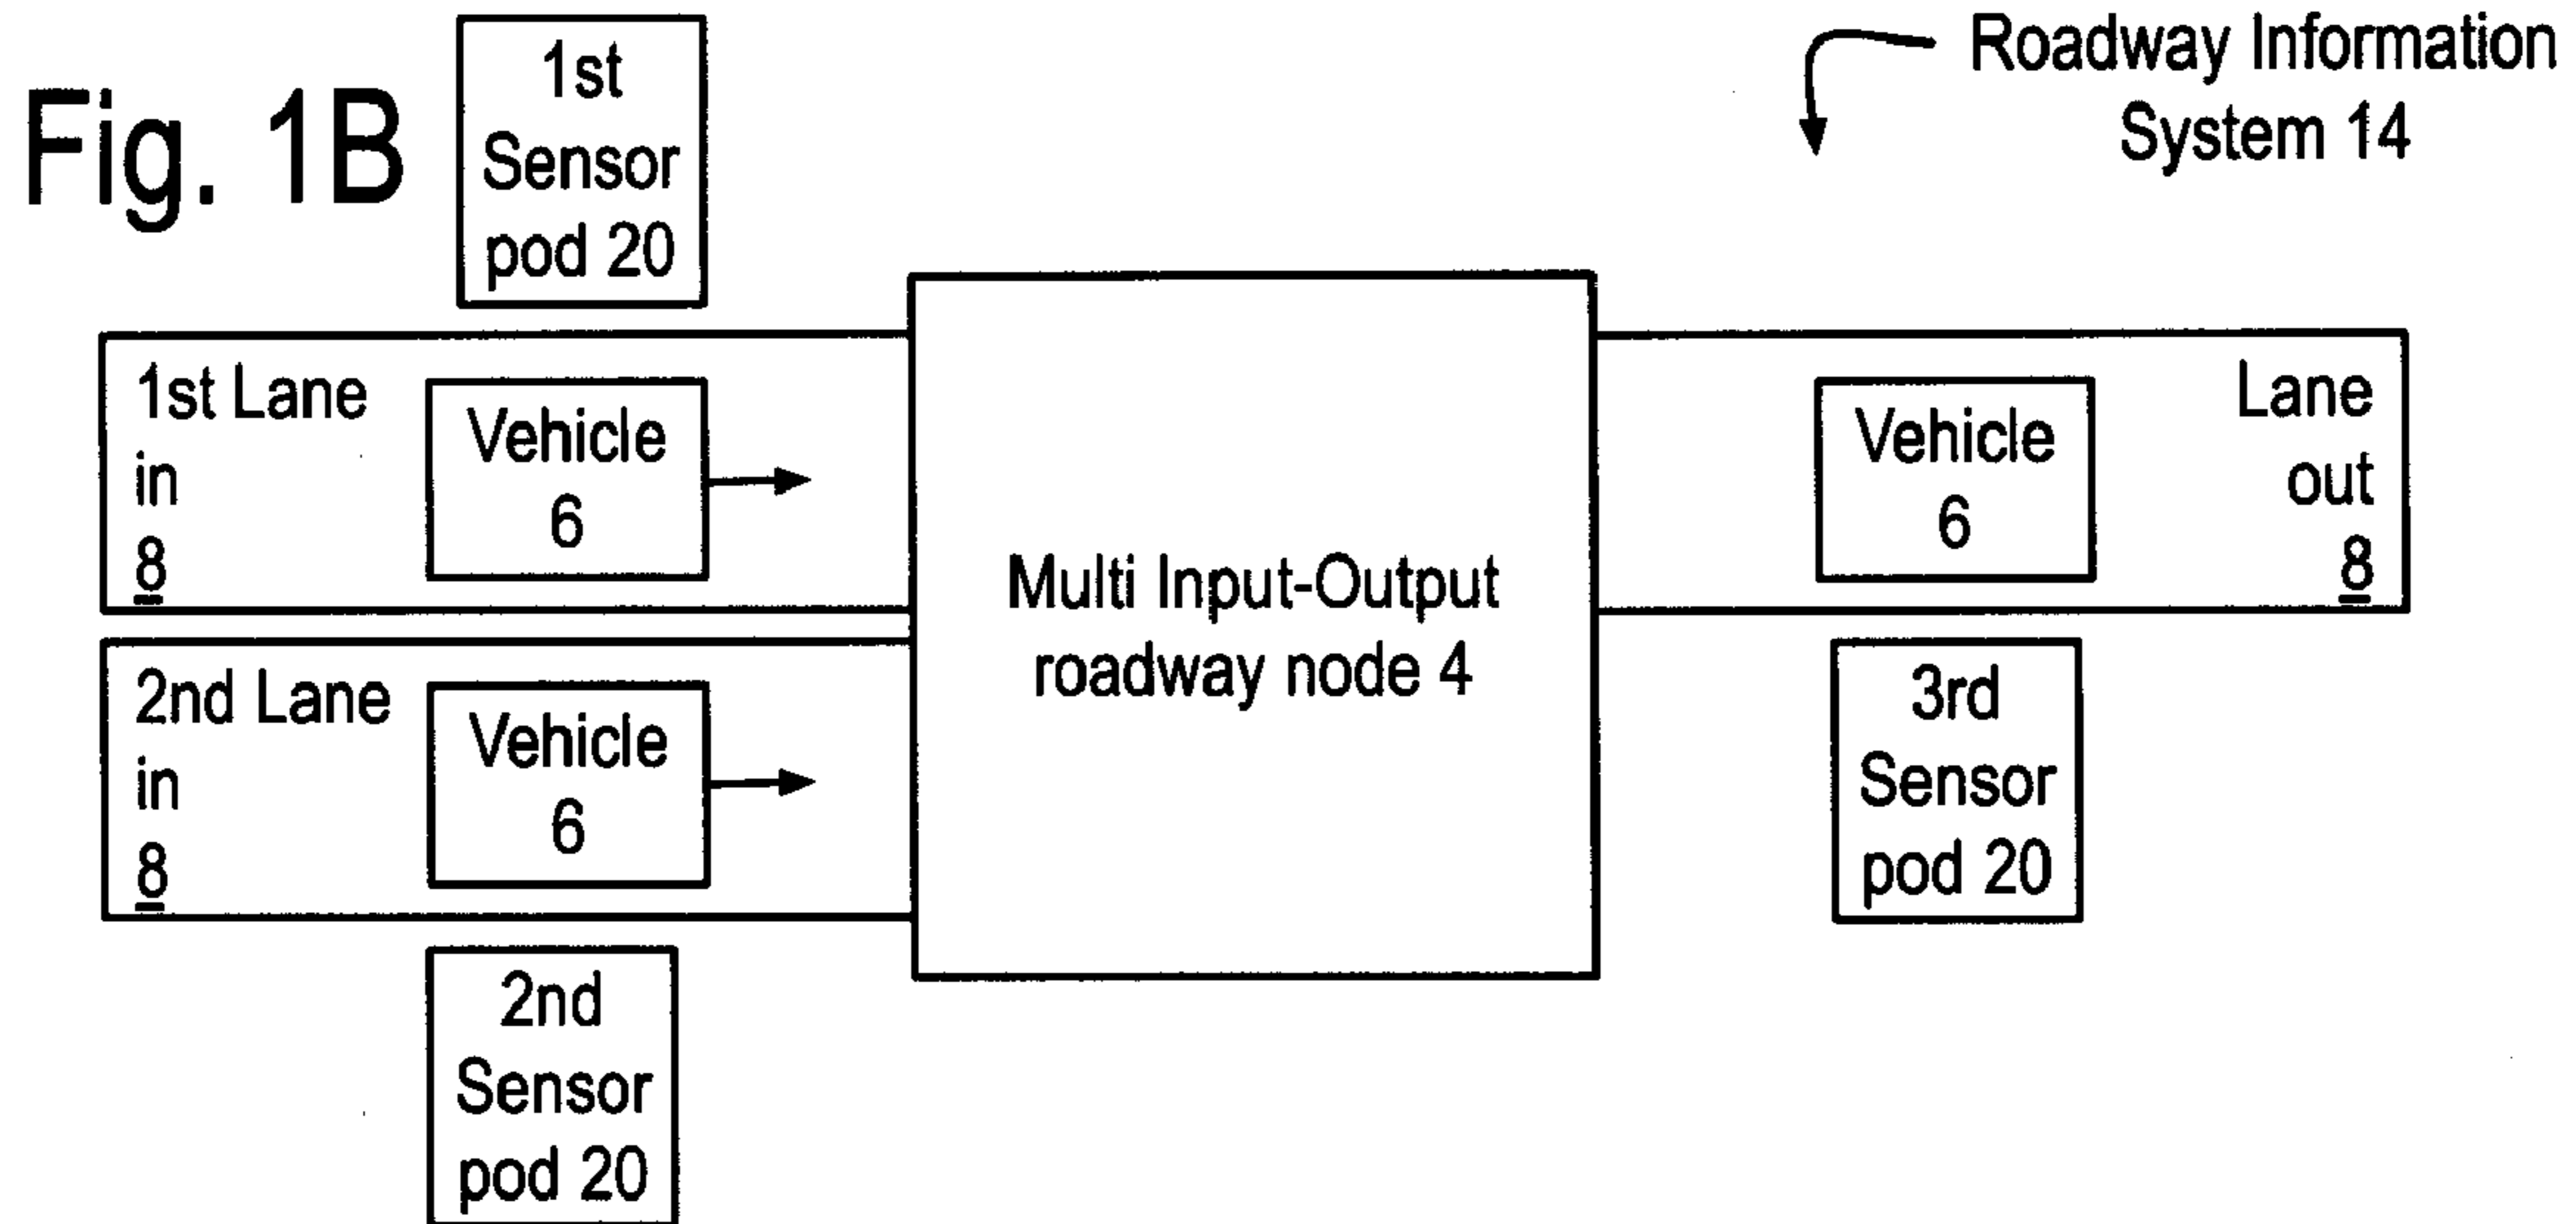 Fig. 1B
1st
Sensor
pod 20
Roadway Information
System 14
1st Lane
in
8
Vehicle
6
2nd Lane
in
8
Vehicle
6
Multi Input-Output
roadway node 4
Vehicle
6
Lane
out
8
2nd
Sensor
pod 20
3rd
Sensor
pod 20